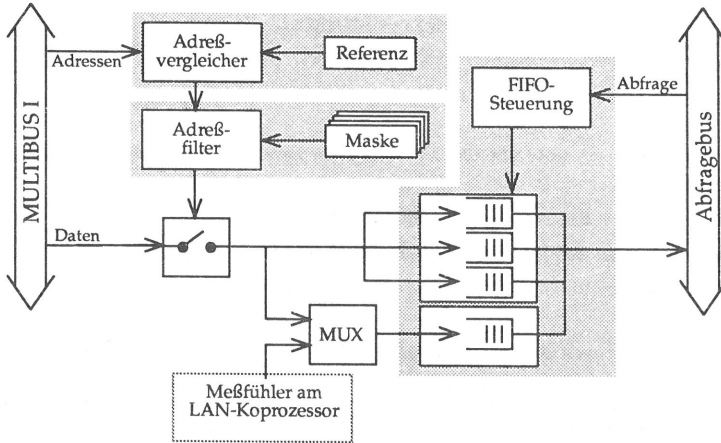 Adreß-
vergleicher
Referenz
Adressen
FIFO-
Steuerung
Abfrage
Adreß-
filter
Maske
MULTIBUS I
Abfragebus
Daten
MUX
Meßfühler am
LAN-Koprozessor